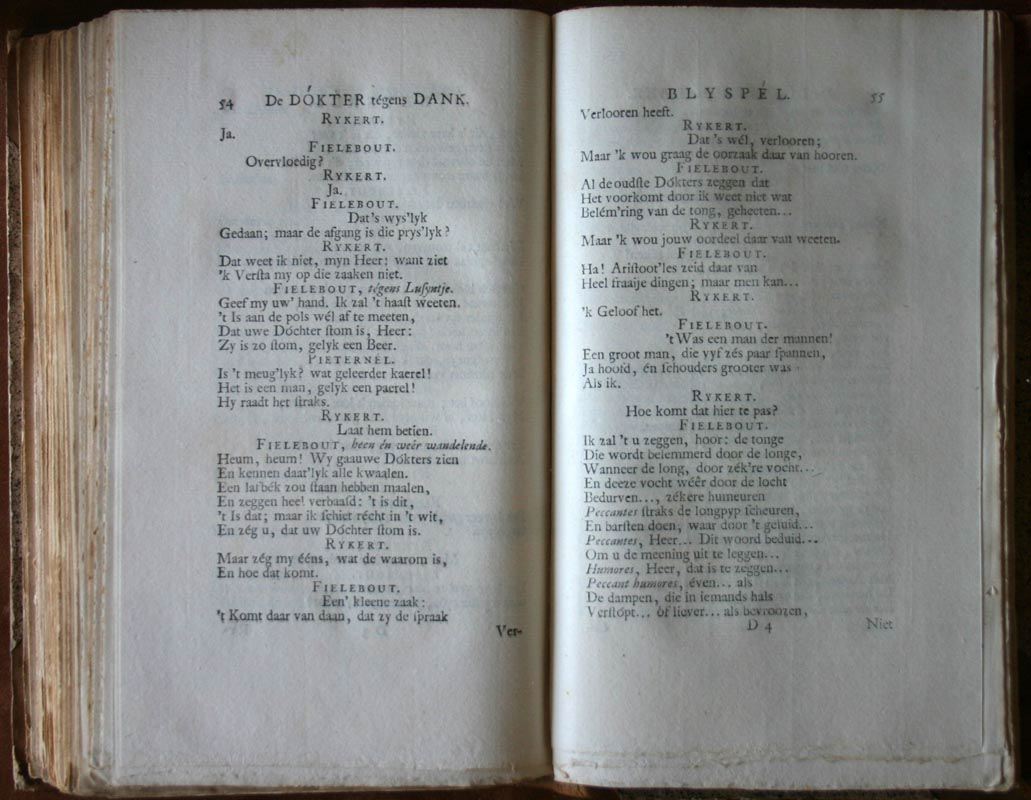 54 De DÓKTER tégens DANK.
RYKERT.
Ja.
FIELEBOUT.
Overvloedig?
RYKERT.
Ja.
FIELEBOUT.
Dat's wys'lyk
Gedaan; maar de afgang is die prys'lyk?
RYKERT.
Dat weet ik niet, myn Heer: want ziet
'k Verſta my op die zaaken niet.
FIELEBOUT, tégens Luſyntje.
Geef my uw' hand. Ik zal 't haaſt weeten.
't Is aan de pols wél af te meeten,
Dat uwe Dóchter ſtom is, Heer:
Zy is zo ſtom, gelyk een Beer.
PIETERNÉL.
Is 't meug'lyk? wat geleerder kaerel!
Het is een man, gelyk een paerel!
Hy raadt het ſtraks.
RYKERT.
Laat hem betien.
FIELEBOUT, heen én weêr wandelende.
Heum, heum! Wy gaauwe Dókters zien
En kennen daat'lyk alle kwaalen.
Een lafbék zou ſtaan hebben maalen,
En zeggen heel verbaaſd: 't is dit,
't Is dat; maar ik ſchiet récht in 't wit,
En zég u, dat uw Dóchter ſtom is.
RYKERT.
Maar zég my ééns, wat de waarom is,
En hoe dat komt.
FIELEBOUT.
Een' kleene zaak:
't Komt daar van daan, dat zy de ſpraak
Ver-
BLYSPÉL. 55
Verlooren heeft.
RYKERT.
Dat 's wél, verlooren;
Maar 'k wou graag de oorzaak daar van hooren.
FIELEBOUT.
Al de oudſte Dókters zeggen dat
Het voorkomt door ik weet niet wat
Belém'ring van de tong, geheeten...
RYKERT.
Maar 'k wou jouw oordeel daar van weeten.
FIELEBOUT.
Ha! Ariſtoot'les zeid daar van
Heel fraaije dingen; maar men kan...
RYKERT.
'k Geloof het.
FIELEBOUT.
't Was een man der mannen!
Een groot man, die vyf zés paar ſpannen,
Ja hoofd, én ſchouders grooter was
Als ik.
RYKERT.
Hoe komt dat hier te pas?
FIELEBOUT.
Ik zal 't u zeggen, hoor: de tonge
Die wordt belemmerd door de longe,
Wanneer de long, door zék're vocht...
En deeze vocht wéêr door de locht
Bedurven..., zékere humeuren
Peccantes ſtraks de longpyp ſcheuren,
En barſten doen, waar door 't geluid...
Peccantes, Heer... Dit woord beduid...
Om u de meening uit te leggen...
Humores, Heer, dat is te zeggen...
Peccant humores, éven... als
De dampen, die in iemands hals
Verſtópt... óf liever... als bevroozen,
D 4 Niet